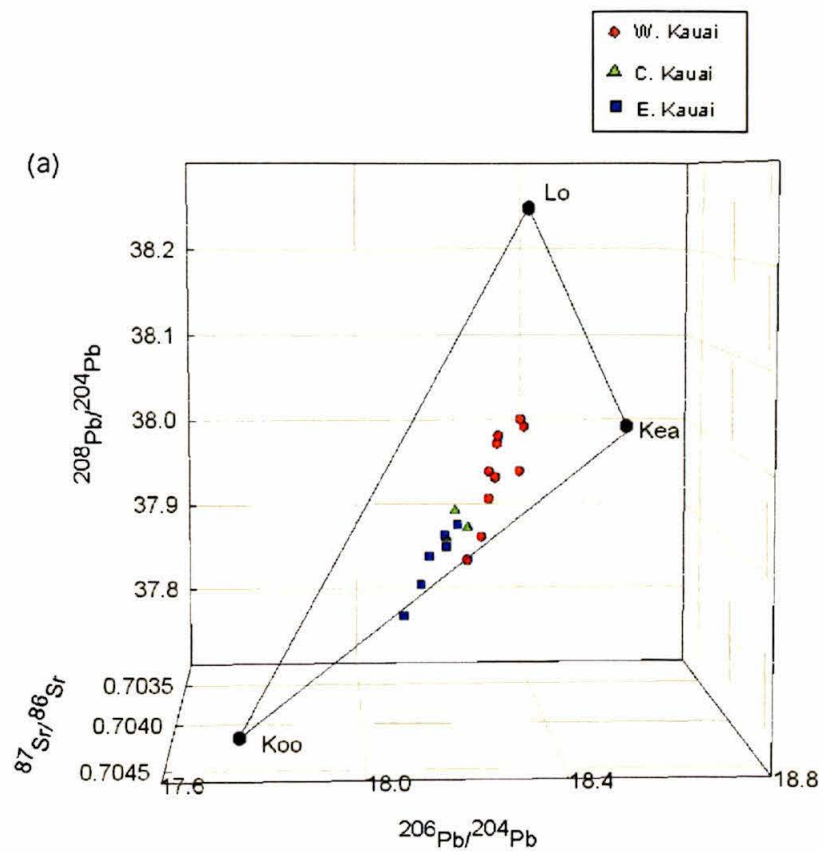 W. Kauai
C. Kauai
E. Kauai
(a)
Lo
38.2
38.1
38.0
Kea
37.9
37.8
208Pb/204Pb
0.7035
0.7040
0.7045
87Sr/86Sr
Koo
17.6
18.0
18.4
18.8
206Pb/204Pb